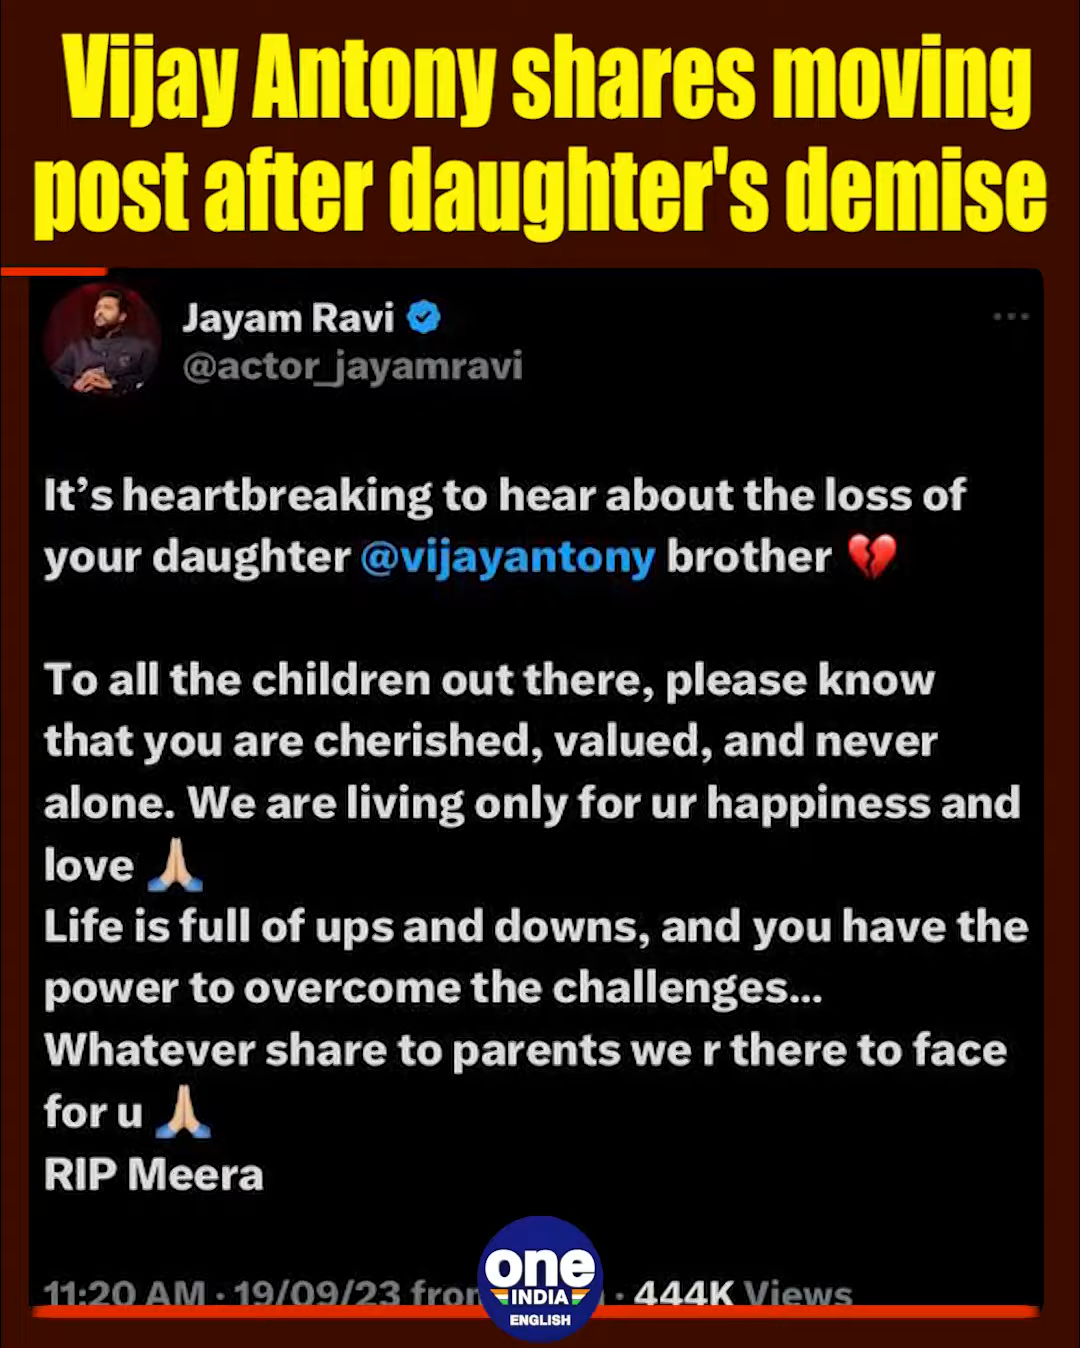 Vijay Antony shares moving
post after daughter's demise
Jayam Ravi
@actor_jayamravi
It’s heartbreaking to hear about the loss of
your daughter @vijayantony brother 💔
To all the children out there, please know
that you are cherished, valued, and never
alone. We are living only for ur happiness and
love 🙏🏼
Life is full of ups and downs, and you have the
power to overcome the challenges...
Whatever share to parents we r there to face
for u 🙏🏼
RIP Meera
11:20 AM · 19/09/23 from · 444K Views
one
INDIA
ENGLISH